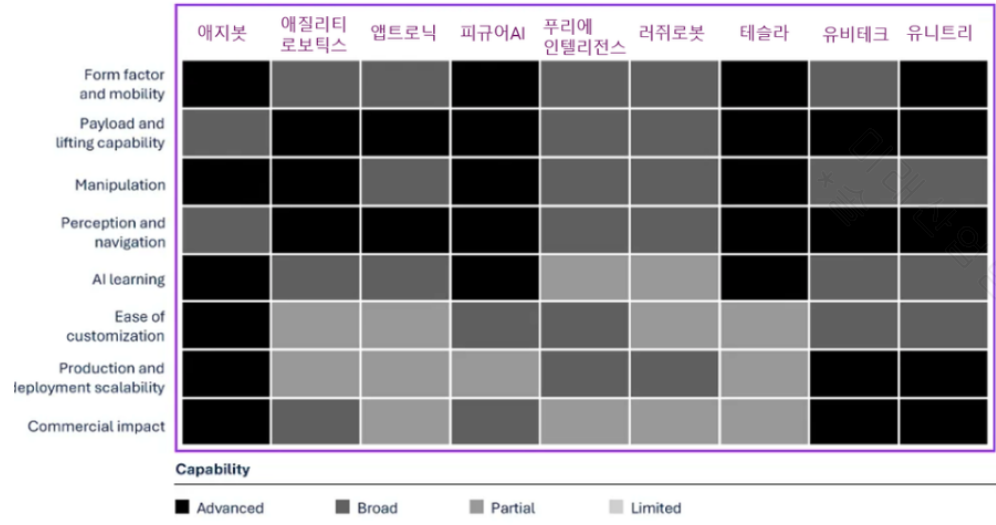 애지봇
애질리티
로보틱스
앱트로닉
피규어AI
푸리에
인텔리전스
러쥐로봇
테슬라
유비테크
유니트리
Form factor
and mobility
Payload and
lifting capability
Manipulation
Perception and
navigation
AI learning
Ease of
customization
Production and
deployment scalability
Commercial impact
Capability
Advanced
Broad
Partial
Limited